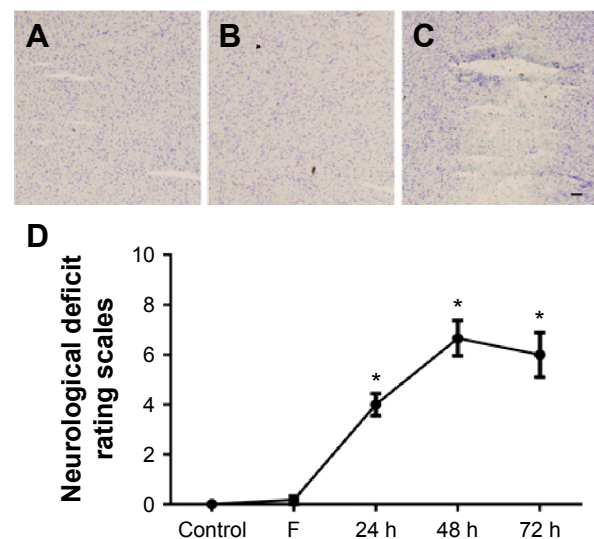 A
B
C
D
Neurological deficit
rating scales
10
8
6
4
2
0
*
*
*
Control
F
24 h
48 h
72 h